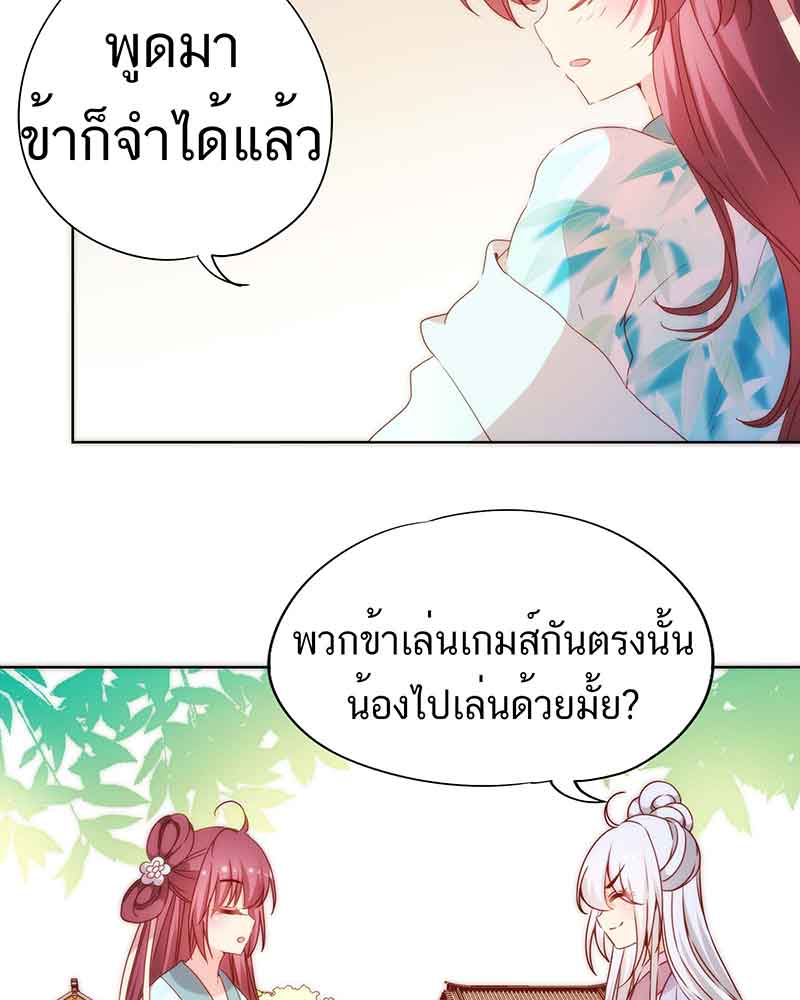 พูดมา
ข้าก็จำได้แล้ว
พวกข้าเล่นเกมส์กันตรงนั้น
น้องไปเล่นด้วยมั้ย?